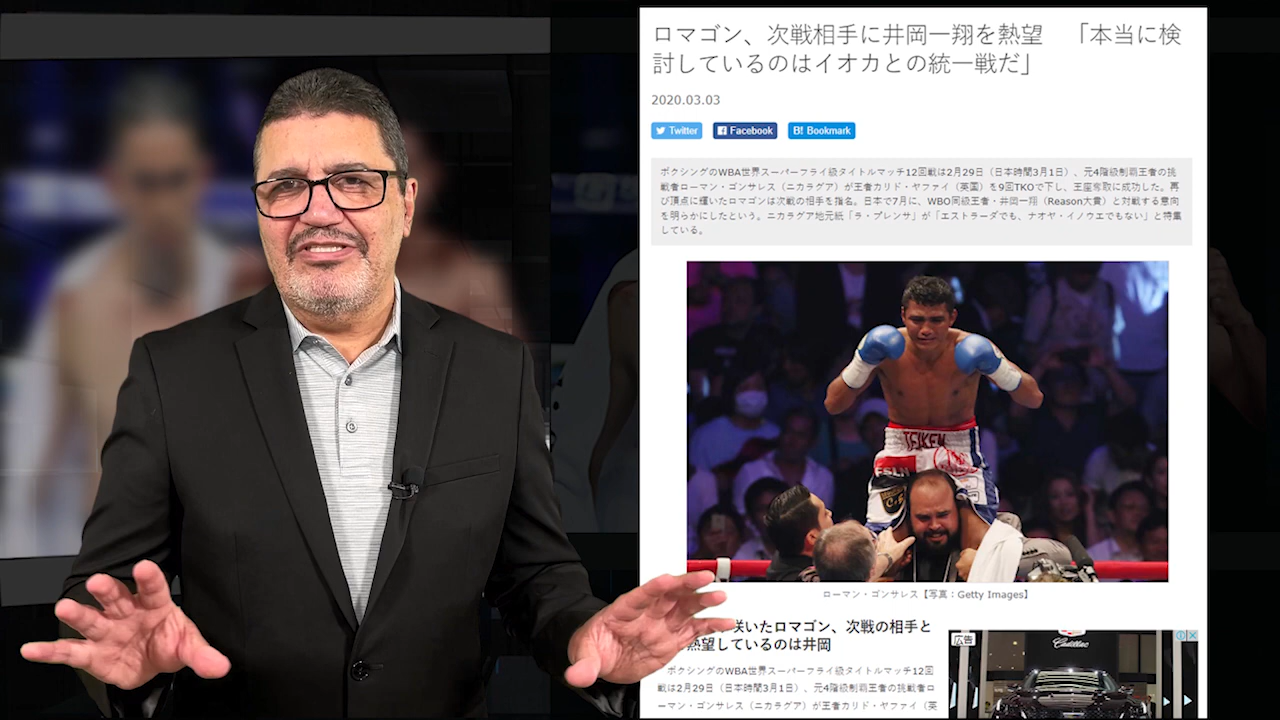 ロマゴン、次戦相手に井岡一翔を熱望　「本当に検
討しているのはイオカとの統一戦だ」
2020.03.03
Twitter Facebook B! Bookmark
ボクシングのWBA世界スーパーフライ級タイトルマッチ12回戦は2月29日（日本時間3月1日）、元4階級制覇王者の挑
戦者ローマン・ゴンサレス（ニカラグア）が王者カリド・ヤファイ（英国）を9回TKOで下し、王座奪取に成功した。再
び頂点に輝いたロマゴンは次戦の相手を指名。日本で7月に、WBO同級王者・井岡一翔（Reason大貴）と対戦する意向
を明らかにしたという。ニカラグア地元紙「ラ・プレンサ」が「エストラーダでも、ナオヤ・イノウエでもない」と特集
している。
TEIKEN
ローマン・ゴンサレス【写真：Getty Images】
咲いたロマゴン、次戦の相手と
熱望しているのは井岡
広告
Cadillac
ボクシングのWBA世界スーパーフライ級タイトルマッチ12回
戦は2月29日（日本時間3月1日）、元4階級制覇王者の挑戦者ロ
ーマン・ゴンサレス（ニカラグア）が王者カリド・ヤファイ（英